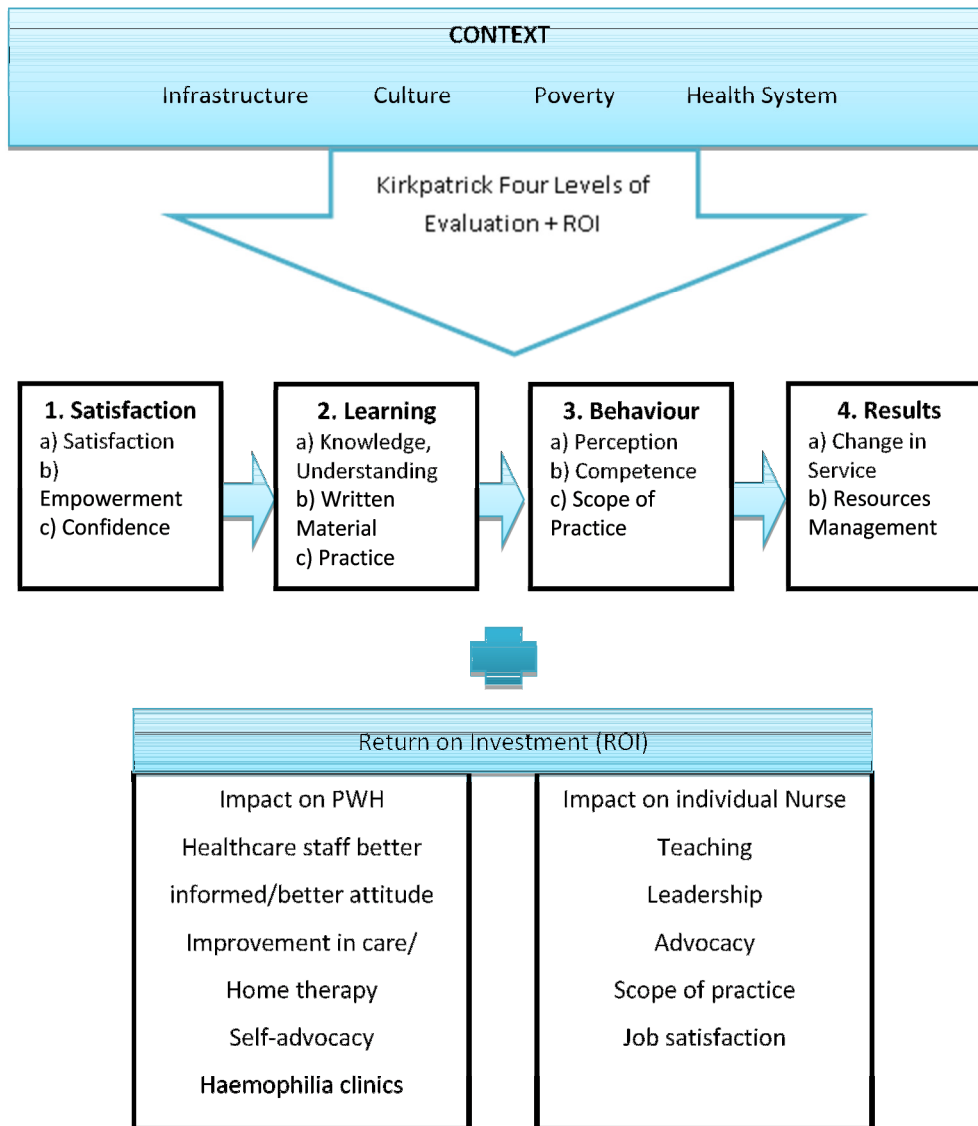 CONTEXT
Infrastructure Culture Poverty Health System
Kirkpatrick Four Levels of
Evaluation + ROI
1. Satisfaction
a) Satisfaction
b)
Empowerment
c) Confidence
2. Learning
a) Knowledge,
Understanding
b) Written
Material
c) Practice
3. Behaviour
a) Perception
b) Competence
c) Scope of
Practice
4. Results
a) Change in
Service
b) Resources
Management
Return on Investment (ROI)
Impact on PWH
Healthcare staff better
informed/better attitude
Improvement in care/
Home therapy
Self-advocacy
Haemophilia clinics
Impact on individual Nurse
Teaching
Leadership
Advocacy
Scope of practice
Job satisfaction